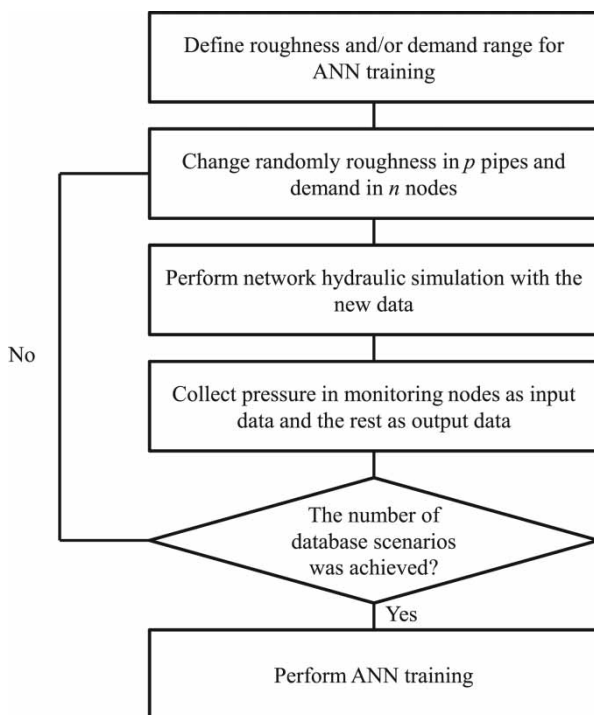 Define roughness and/or demand range for
ANN training
Change randomly roughness in p pipes and
demand in n nodes
Perform network hydraulic simulation with the
new data
No
Collect pressure in monitoring nodes as input
data and the rest as output data
The number of
database scenarios
was achieved?
Yes
Perform ANN training